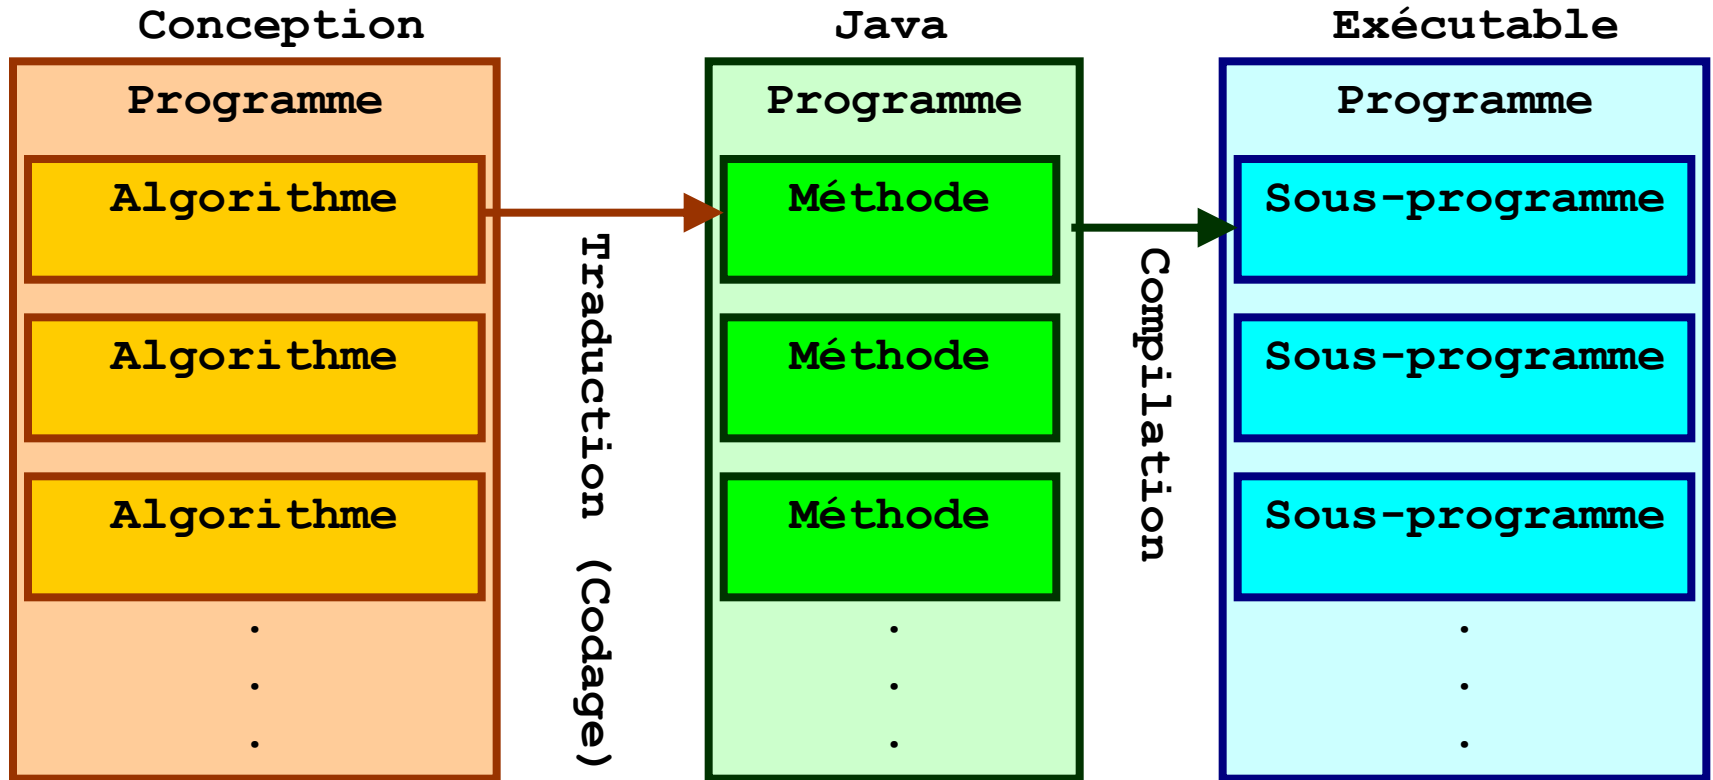 Conception
Programme
Algorithme
Algorithme
Algorithme
.
.
.
Traduction (Codage)
Java
Programme
Méthode
Méthode
Méthode
.
.
.
Compilation
Exécutable
Programme
Sous-programme
Sous-programme
Sous-programme
.
.
.